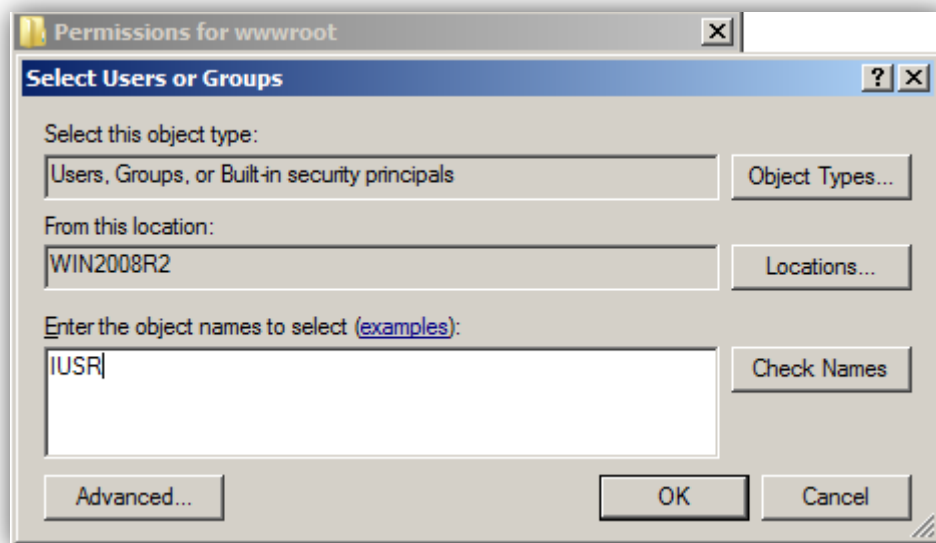 Permissions for wwwroot
Select Users or Groups
Select this object type:
Users, Groups, or Built-in security principals
Object Types...
From this location:
WIN2008R2
Locations...
Enter the object names to select (examples):
IUSR
Check Names
Advanced...
OK
Cancel